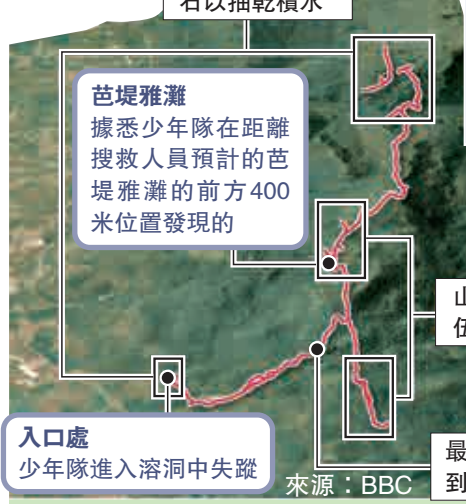 石以抽乾積水
芭堤雅灘
據悉少年隊在距離
搜救人員預計的芭
堤雅灘的前方400
米位置發現的
山
伍
入口處
少年隊進入溶洞中失蹤
最
到
來源：BBC